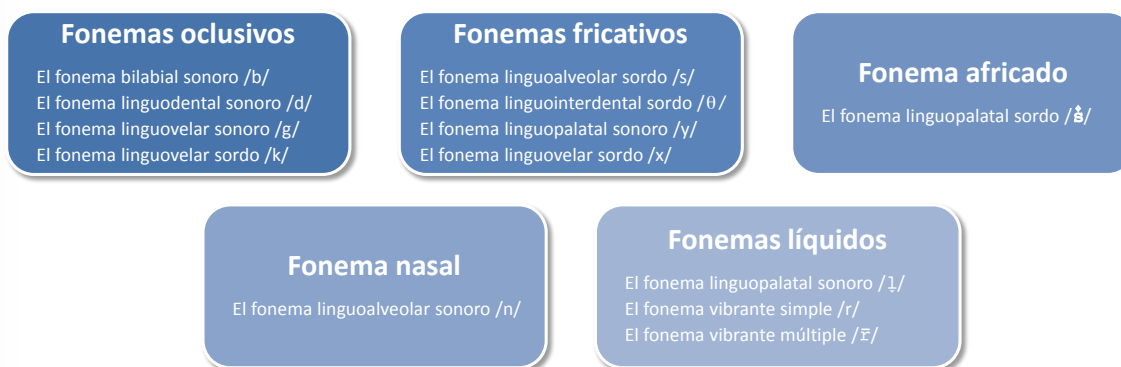 Fonemas oclusivos
El fonema bilabial sonoro /b/
El fonema linguodental sonoro /d/
El fonema linguovelar sonoro /g/
El fonema linguovelar sordo /k/
Fonemas fricativos
El fonema linguoalveolar sordo /s/
El fonema linguointerdental sordo /θ/
El fonema linguopalatal sonoro /y/
El fonema linguovelar sordo /x/
Fonema africado
El fonema linguopalatal sordo
Fonema nasal
El fonema linguoalveolar sonoro /n/
Fonemas líquidos
El fonema linguopalatal sonoro /l̬/
El fonema vibrante simple /r/
El fonema vibrante múltiple /r̅/